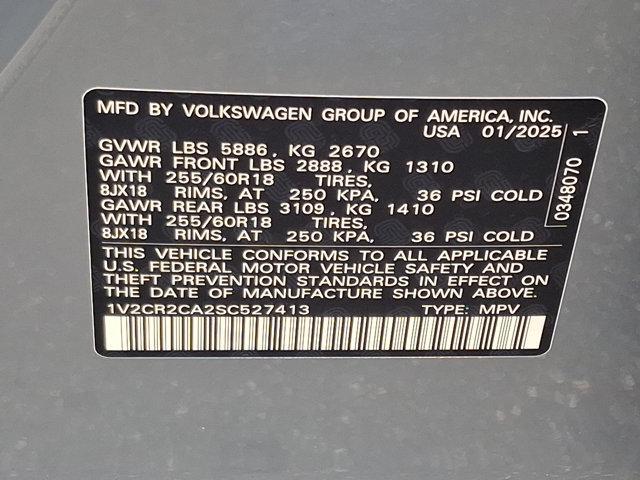 MFD BY VOLKSWAGEN GROUP OF AMERICA, INC.
USA 01/2025
GVWR LBS 5886, KG 2670
GAWR FRONT LBS 2888, KG 1310
WITH 255/60R18 TIRES,
8JX18 RIMS, AT 250 KPA, 36 PSI COLD
GAWR REAR LBS 3109, KG 1410
WITH 255/60R18 TIRES,
8JX18 RIMS, AT 250 KPA, 36 PSI COLD
THIS VEHICLE CONFORMS TO ALL APPLICABLE
U.S. FEDERAL MOTOR VEHICLE SAFETY AND
THEFT PREVENTION STANDARDS IN EFFECT
ON THE DATE OF MANUFACTURE SHOWN ABOVE.
1V2CR2CA2SC527413 TYPE: MPV
0348070 1